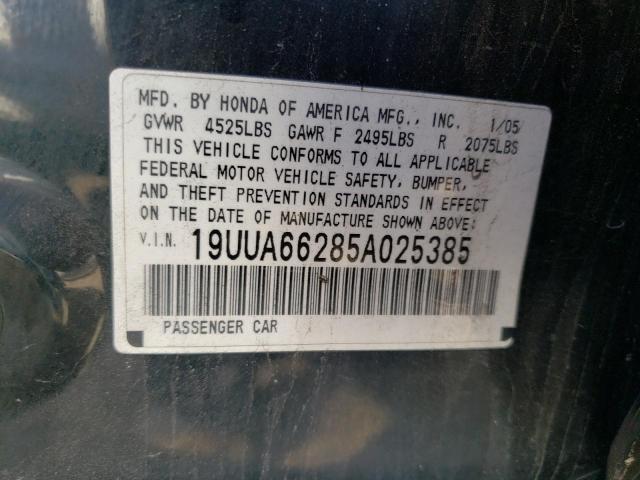 MFD. BY HONDA OF AMERICA MFG., INC. 1/05
GVWR 4525LBS GAWR F 2495LBS R 2075LBS
THIS VEHICLE CONFORMS TO ALL APPLICABLE
FEDERAL MOTOR VEHICLE SAFETY, BUMPER,
AND THEFT PREVENTION STANDARDS IN EFFECT
ON THE DATE OF MANUFACTURE SHOWN ABOVE:
V.I.N. 19UUA66285A025385
PASSENGER CAR